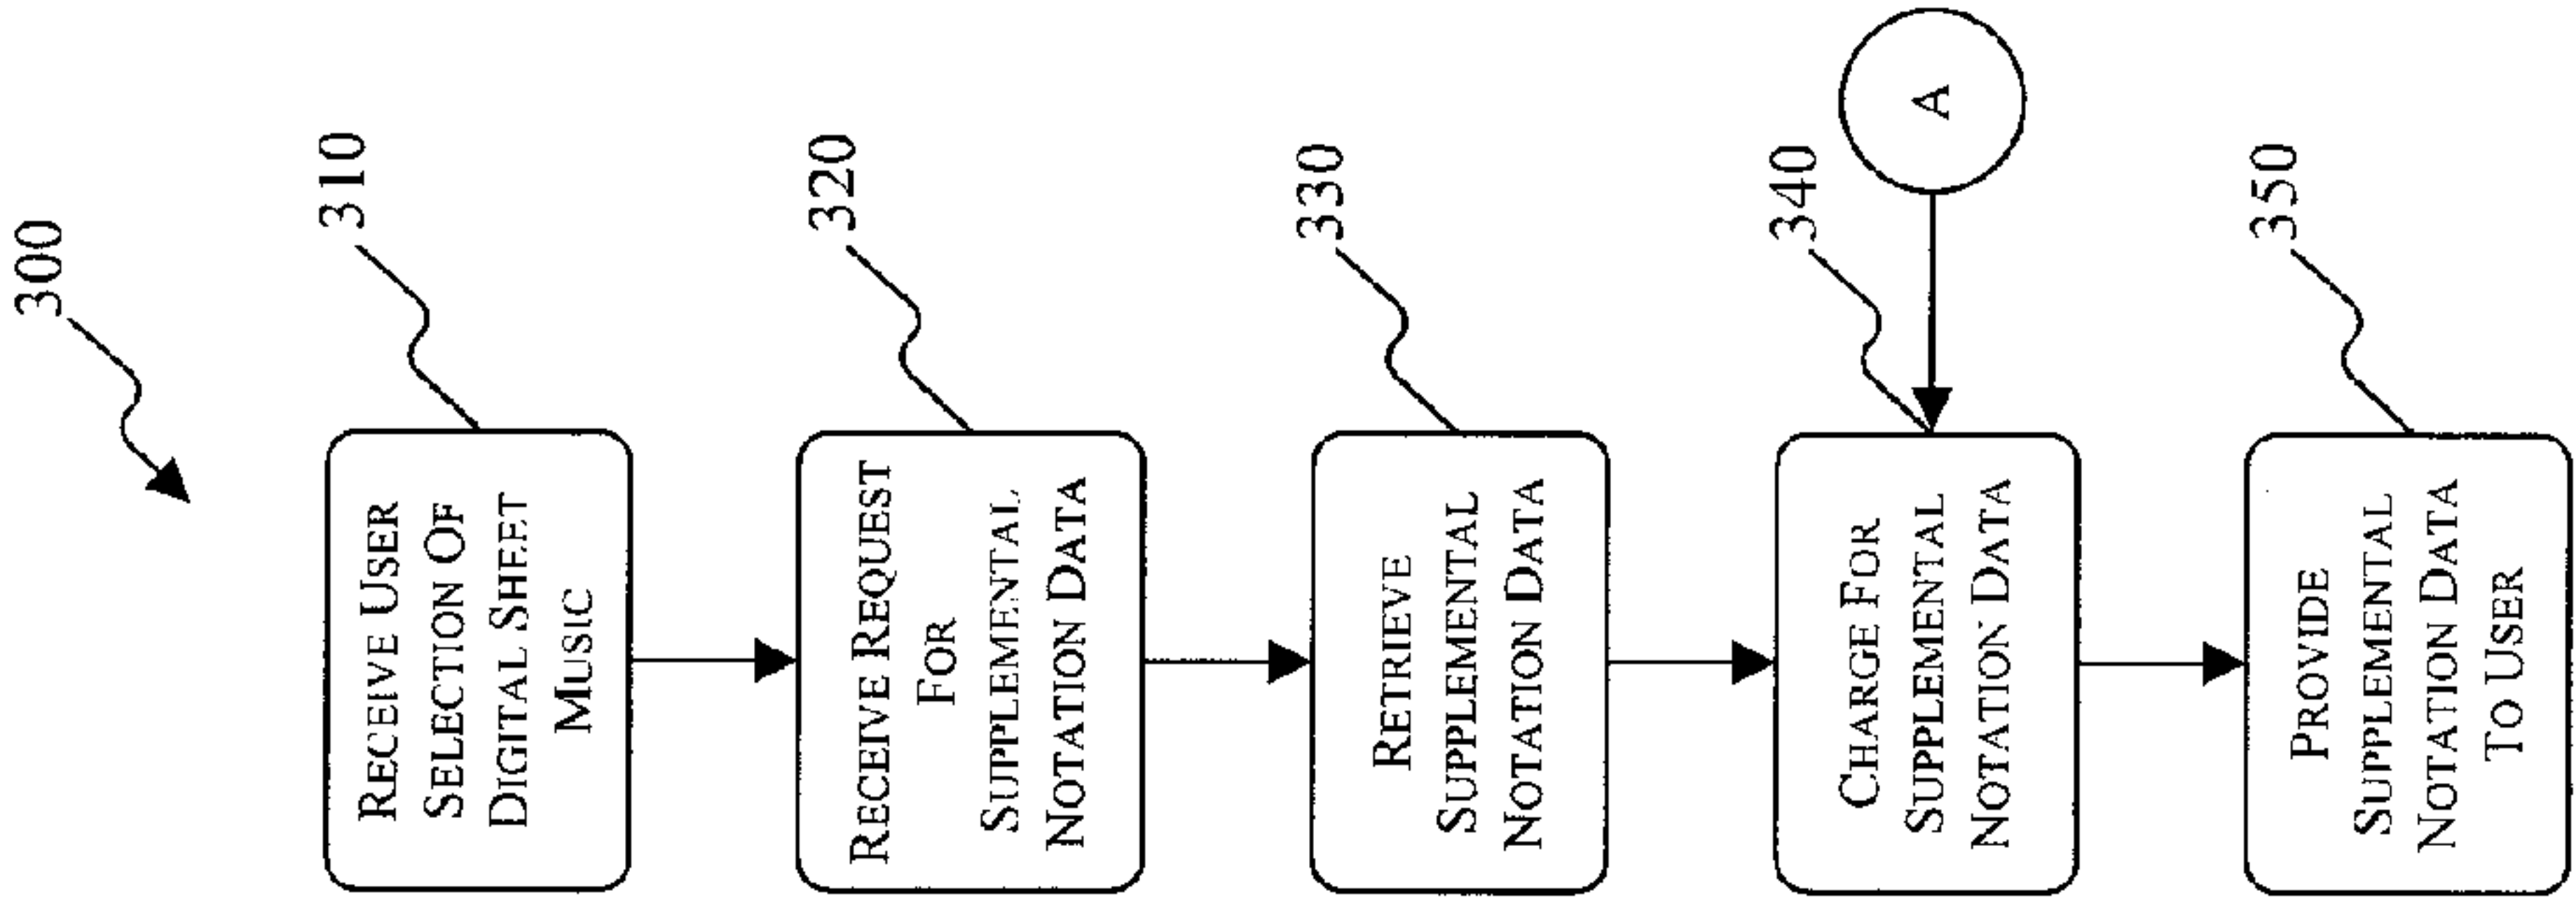 300
310
RECEIVE USER
SELECTION OF
DIGITAL SHEET
MUSIC
320
RECEIVE REQUEST
FOR
SUPPLEMENTAL
NOTATION DATA
330
RETRIEVE
SUPPLEMENTAL
NOTATION DATA
340
CHARGE FOR
SUPPLEMENTAL
NOTATION DATA
A
350
PROVIDE
SUPPLEMENTAL
NOTATION DATA
TO USER